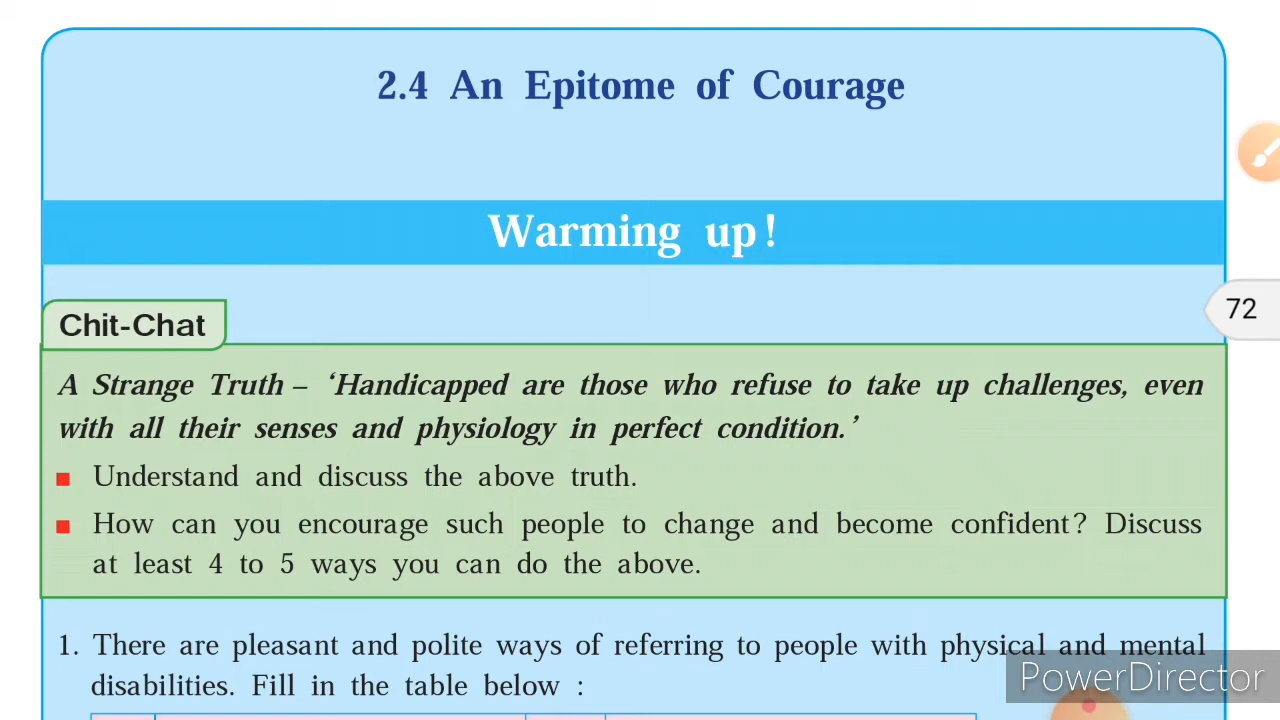 2.4 An Epitome of Courage
Warming up!
Chit-Chat
72
A Strange Truth – ‘Handicapped are those who refuse to take up challenges, even
with all their senses and physiology in perfect condition.’
Understand and discuss the above truth.
How can you encourage such people to change and become confident? Discuss
at least 4 to 5 ways you can do the above.
1. There are pleasant and polite ways of referring to people with physical and mental
disabilities. Fill in the table below :
PowerDirector